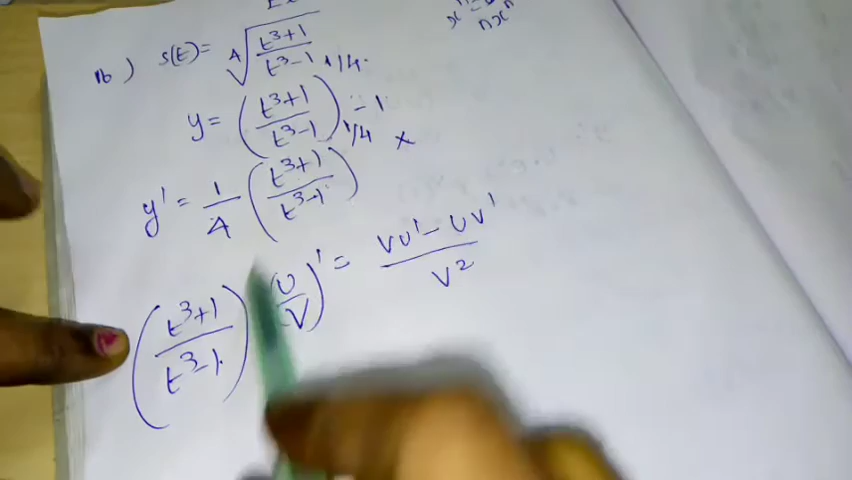 16) s(t) = ⁴√((t³+1)/(t³-1))
y = ((t³+1)/(t³-1))^(1/4)
y' = 1/4 ((t³+1)/(t³-1))^(1/4 - 1) ×
((t³+1)/(t³-1)) (U/V)' = (VU' - UV')/V²